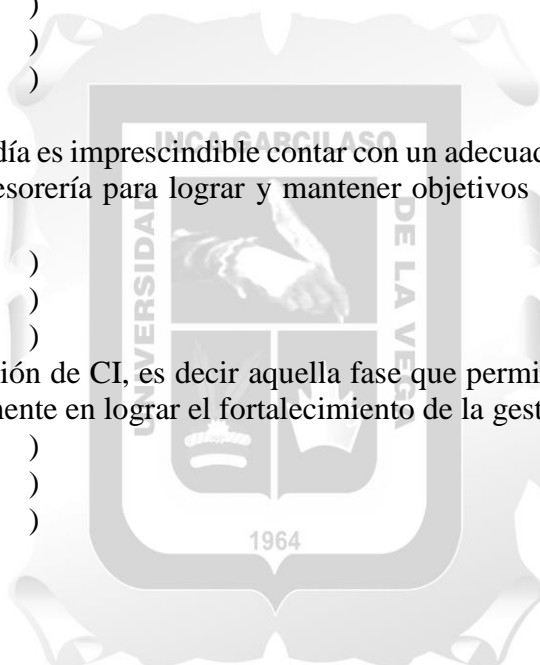 )
)
)
INCA GARCILASO
día es imprescindible contar con un adecuad
esorería para lograr y mantener objetivos
UNIVERSIDAD
DE LA VEGA
)
)
)
ión de CI, es decir aquella fase que permi
mente en lograr el fortalecimiento de la gest
)
)
)
1964